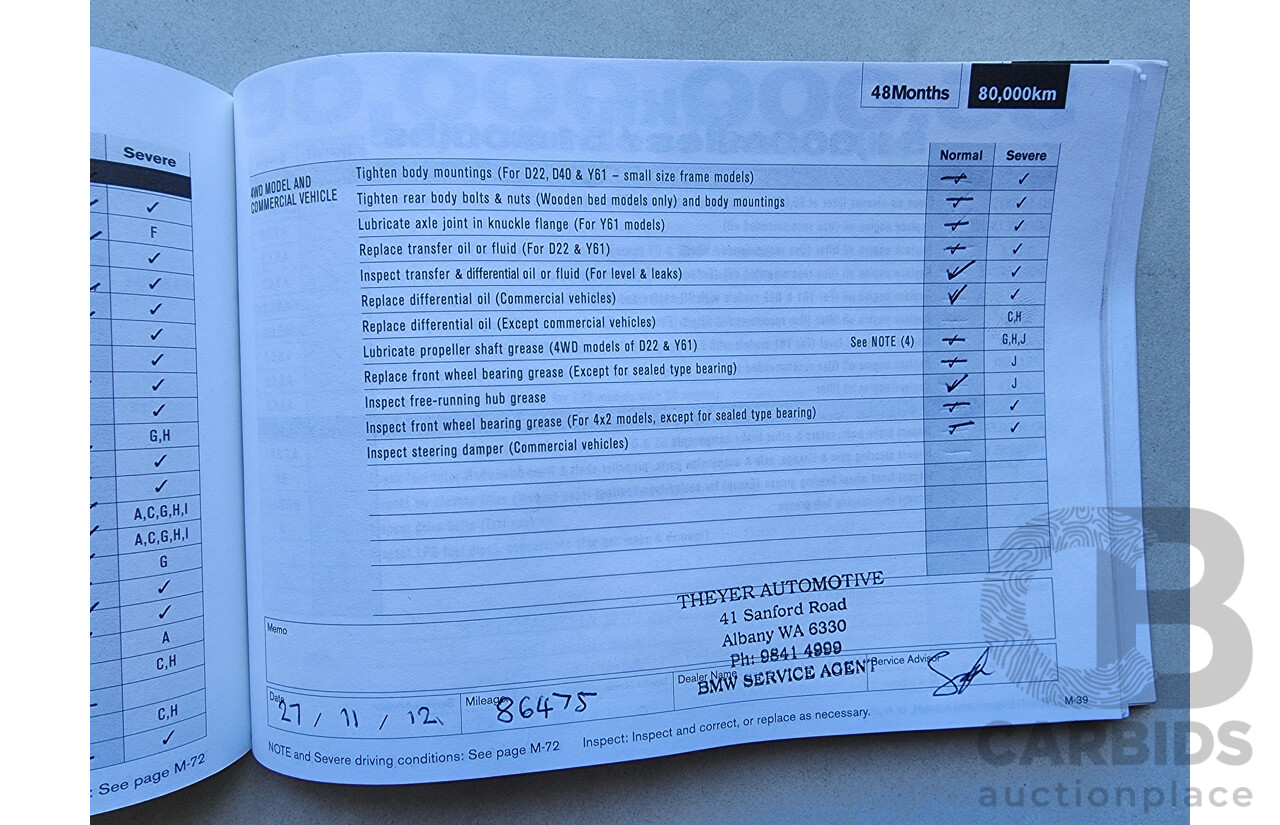 Severe
✓
F
✓
✓
✓
✓
✓
✓
✓
G,H
✓
✓
A,C,G,H,I
A,C,G,H,I
G
✓
✓
A
C,H
C,H
✓
: See page M-72
48Months 80,000km
Normal Severe
4WD MODEL AND
COMMERCIAL VEHICLE
Tighten body mountings (For D22, D40 & Y61 – small size frame models) ✓
Tighten rear body bolts & nuts (Wooden bed models only) and body mountings ✓
Lubricate axle joint in knuckle flange (For Y61 models) ✓
Replace transfer oil or fluid (For D22 & Y61) ✓
Inspect transfer & differential oil or fluid (For level & leaks) ✓ ✓
Replace differential oil (Commercial vehicles) ✓ ✓
Replace differential oil (Except commercial vehicles) C,H
Lubricate propeller shaft grease (4WD models of D22 & Y61) See NOTE (4) G,H,J
Replace front wheel bearing grease (Except for sealed type bearing) J
Inspect free-running hub grease ✓ J
Inspect front wheel bearing grease (For 4x2 models, except for sealed type bearing) ✓
Inspect steering damper (Commercial vehicles) ✓
Memo
THEYER AUTOMOTIVE
41 Sanford Road
Albany WA 6330
Ph: 9841 4999
BMW SERVICE AGENT
Date 27 / 11 / 12
Mileage 86475
Dealer Name
Service Advisor
NOTE and Severe driving conditions: See page M-72 Inspect: Inspect and correct, or replace as necessary.
M-39
CB
CARBIDS
auctionplace